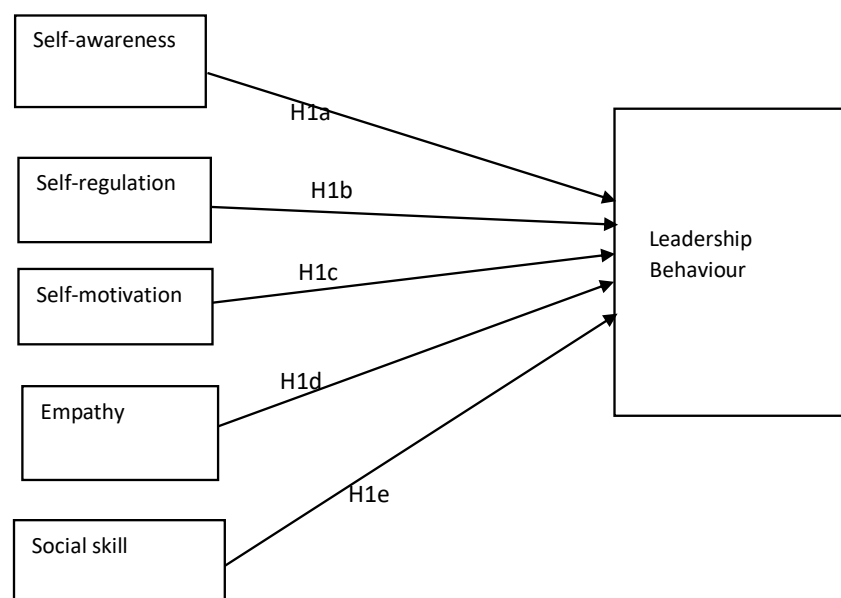 Self-awareness
H1a
Self-regulation
H1b
Leadership
Behaviour
Self-motivation
H1c
Empathy
H1d
Social skill
H1e